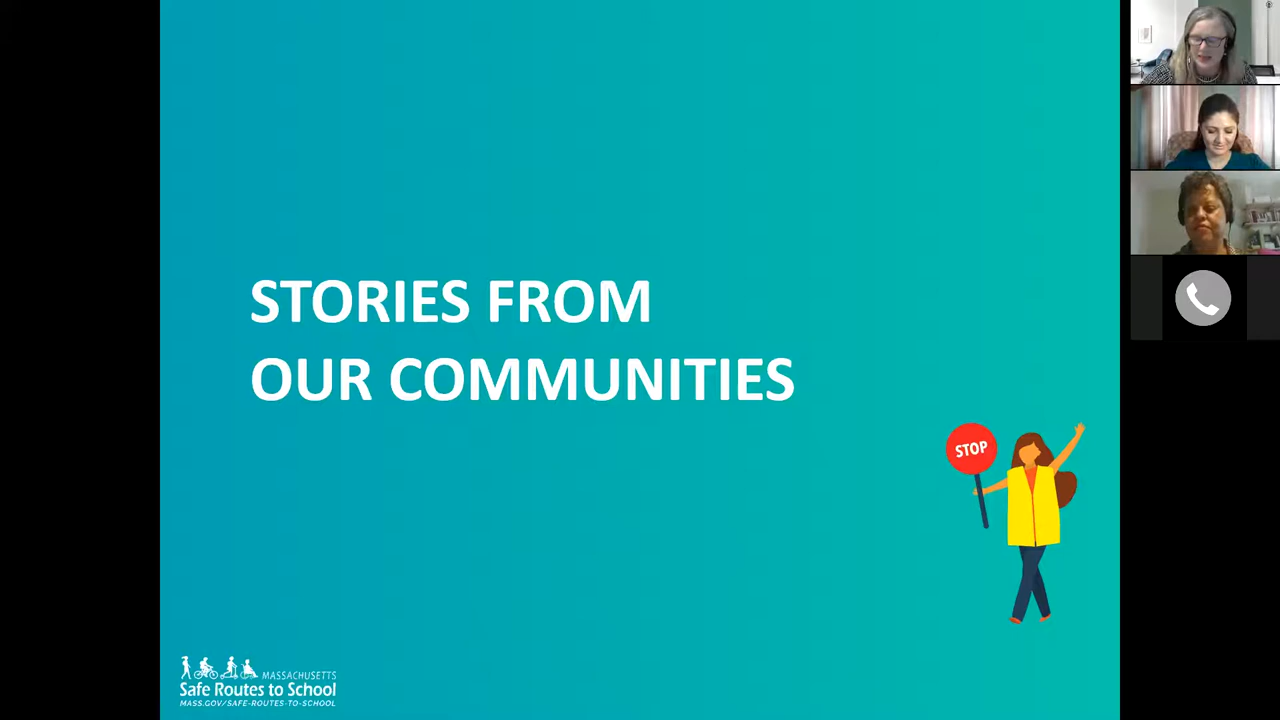 STORIES FROM
OUR COMMUNITIES
STOP
MASSACHUSETTS
Safe Routes to School
MASS.GOV/SAFE-ROUTES-TO-SCHOOL